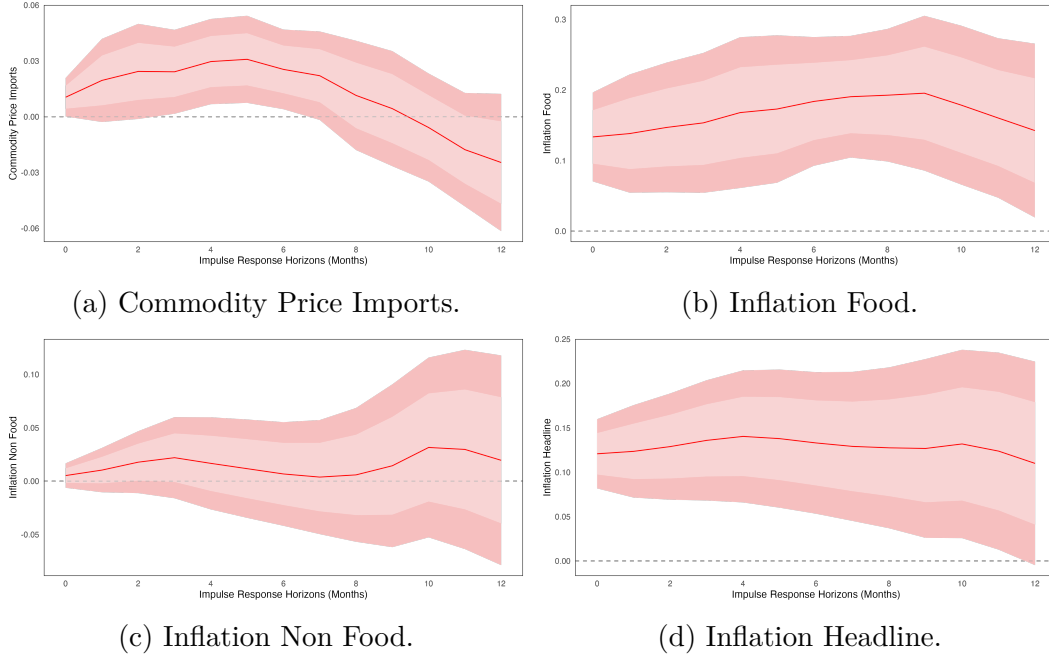 0.06
0.03
0.00
-0.03
-0.06
Commodity Price Imports
0 2 4 6 8 10 12
Impulse Response Horizons (Months)
(a) Commodity Price Imports.
0.3
0.2
0.1
0.0
Inflation Food
0 2 4 6 8 10 12
Impulse Response Horizons (Months)
(b) Inflation Food.
0.10
0.05
0.00
-0.05
Inflation Non Food
0 2 4 6 8 10 12
Impulse Response Horizons (Months)
(c) Inflation Non Food.
0.25
0.20
0.15
0.10
0.05
0.00
Inflation Headline
0 2 4 6 8 10 12
Impulse Response Horizons (Months)
(d) Inflation Headline.